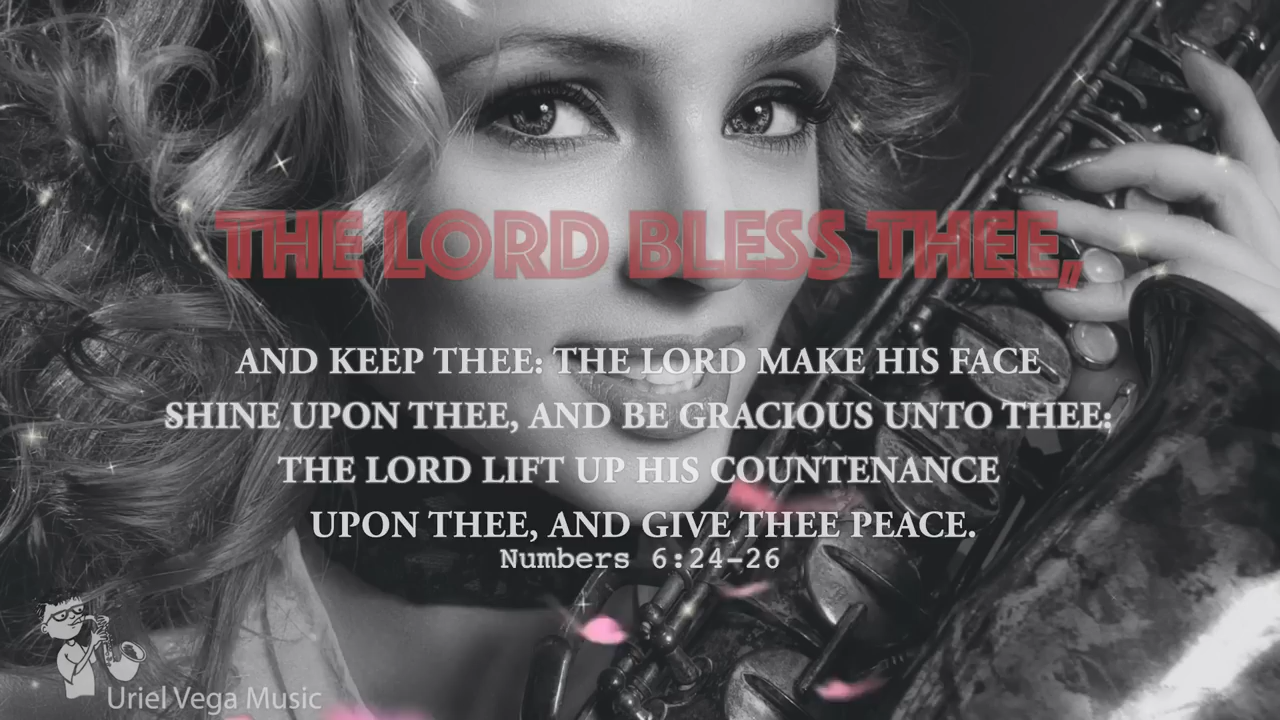 THE LORD BLESS THEE,,
AND KEEP THEE: THE LORD MAKE HIS FACE
SHINE UPON THEE, AND BE GRACIOUS UNTO THEE:
THE LORD LIFT UP HIS COUNTENANCE
UPON THEE, AND GIVE THEE PEACE.
Numbers 6:24-26
Uriel Vega Music